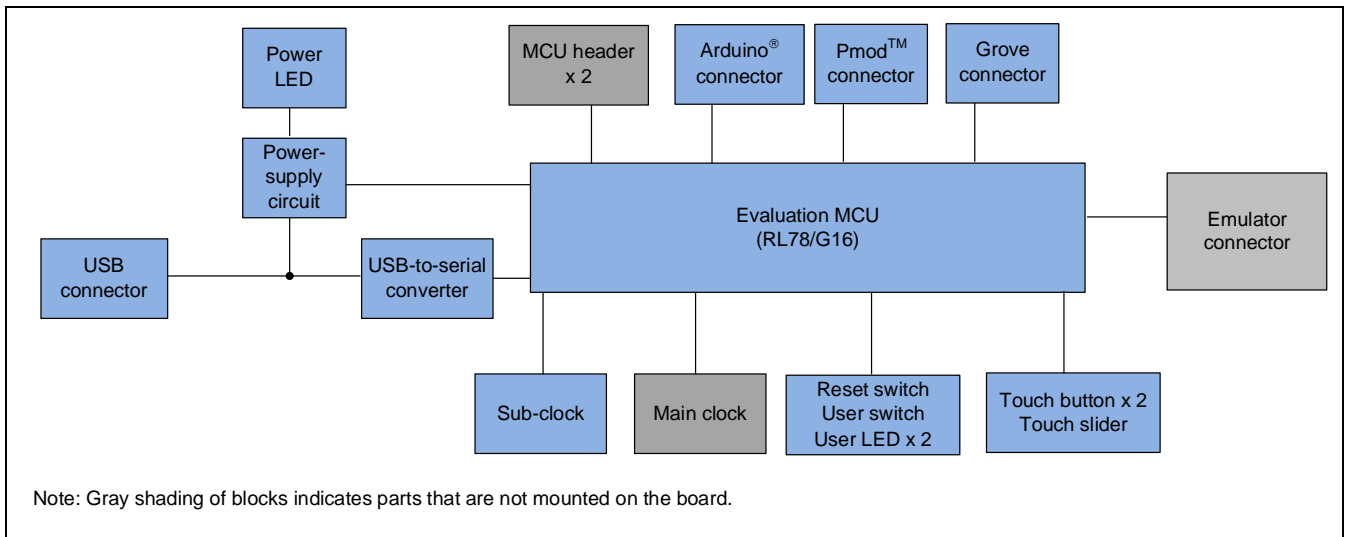 Power
LED
MCU header
x 2
Arduino®
connector
Pmod™
connector
Grove
connector
Power-
supply
circuit
Evaluation MCU
(RL78/G16)
Emulator
connector
USB
connector
USB-to-serial
converter
Sub-clock
Main clock
Reset switch
User switch
User LED x 2
Touch button x 2
Touch slider
Note: Gray shading of blocks indicates parts that are not mounted on the board.